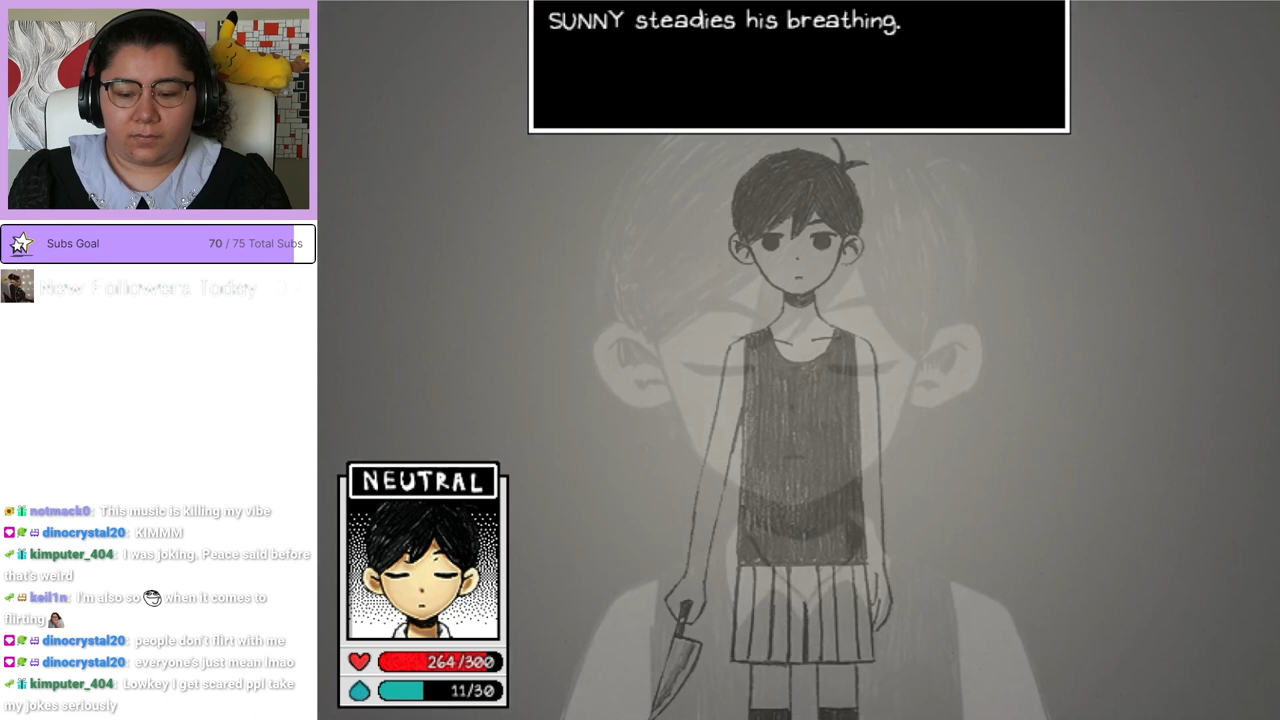 SUNNY steadies his breathing.
Subs Goal 70 / 75 Total Subs
New Followers Today
notmack0: This music is killing my vibe
dinocrystal20: KIMMM
kimputer_404: I was joking. Peace said before
that's weird
keil1n: I'm also so when it comes to
flirting
dinocrystal20: people don't flirt with me
dinocrystal20: everyone's just mean lmao
kimputer_404: Lowkey I get scared ppl take
my jokes seriously
NEUTRAL
264/300
11/30